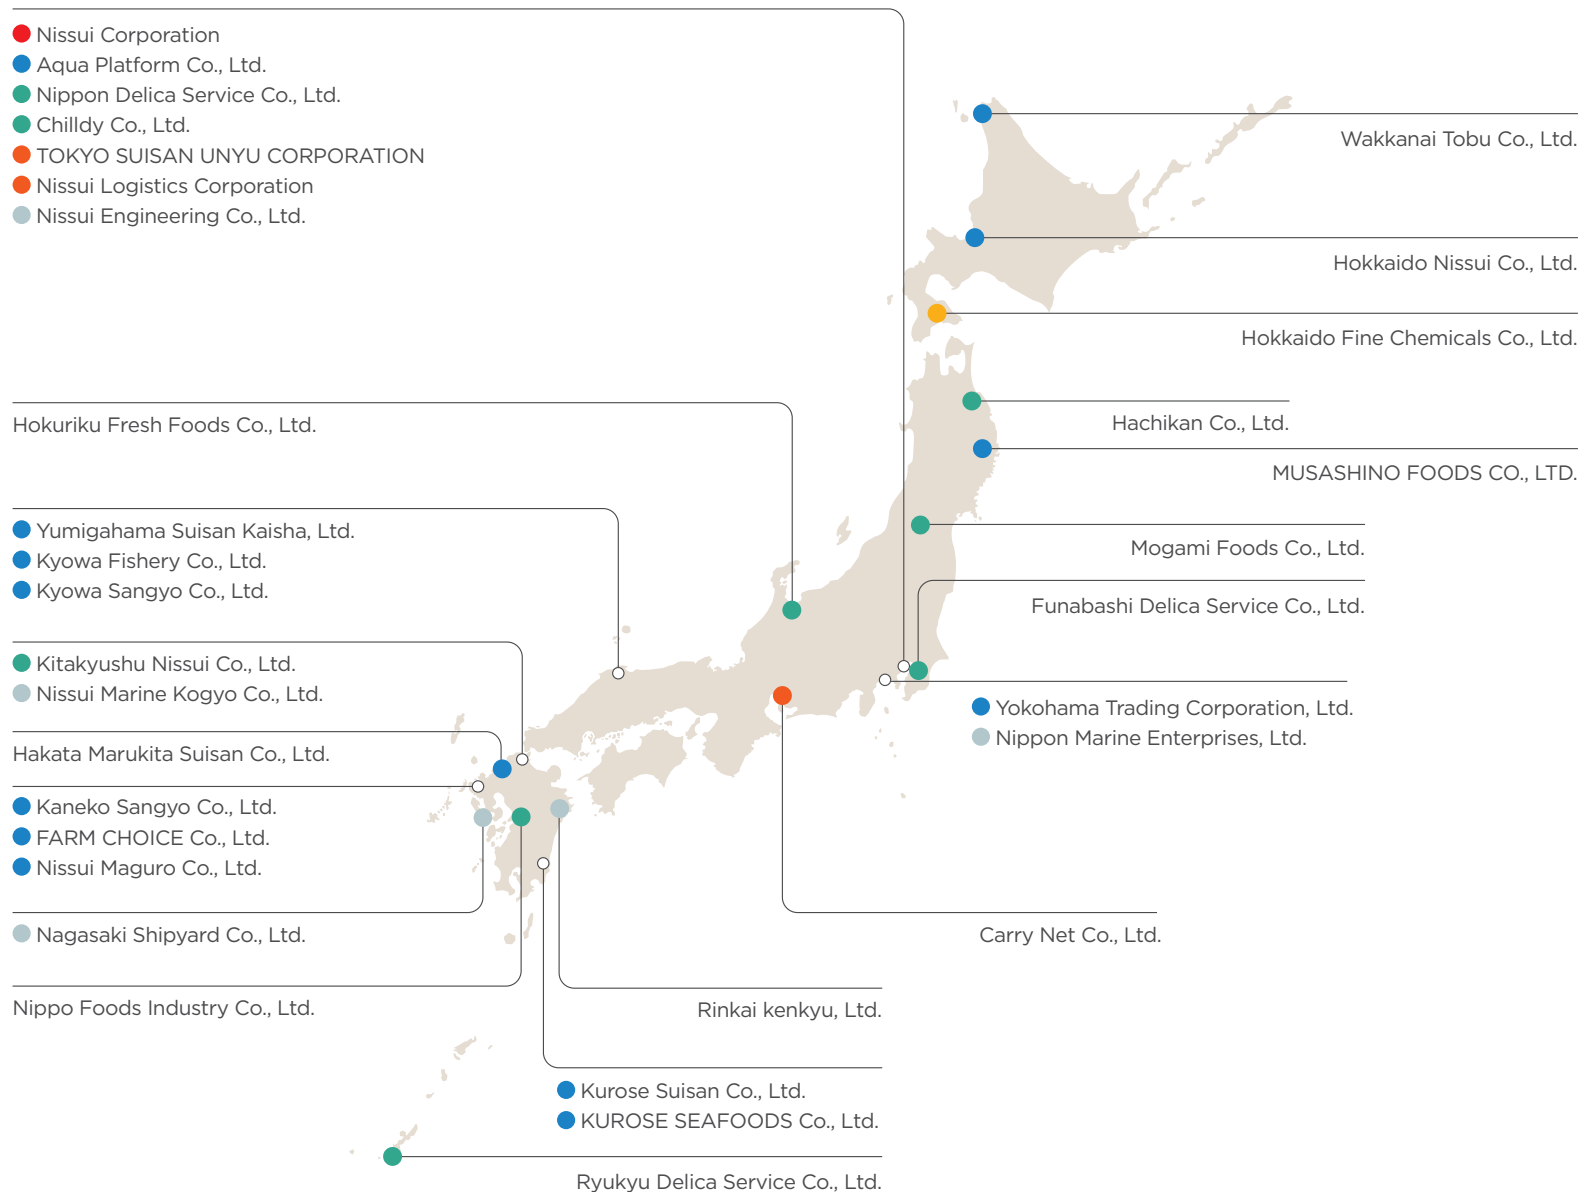 Nissui Corporation
Aqua Platform Co., Ltd.
Nippon Delica Service Co., Ltd.
Chilldy Co., Ltd.
TOKYO SUISAN UNYU CORPORATION
Nissui Logistics Corporation
Nissui Engineering Co., Ltd.
Wakkanai Tobu Co., Ltd.
Hokkaido Nissui Co., Ltd.
Hokkaido Fine Chemicals Co., Ltd.
Hachikan Co., Ltd.
MUSASHINO FOODS CO., LTD.
Mogami Foods Co., Ltd.
Funabashi Delica Service Co., Ltd.
Yokohama Trading Corporation, Ltd.
Nippon Marine Enterprises, Ltd.
Hokuriku Fresh Foods Co., Ltd.
Yumigahama Suisan Kaisha, Ltd.
Kyowa Fishery Co., Ltd.
Kyowa Sangyo Co., Ltd.
Kitakyushu Nissui Co., Ltd.
Nissui Marine Kogyo Co., Ltd.
Hakata Marukita Suisan Co., Ltd.
Kaneko Sangyo Co., Ltd.
FARM CHOICE Co., Ltd.
Nissui Maguro Co., Ltd.
Nagasaki Shipyard Co., Ltd.
Nippo Foods Industry Co., Ltd.
Carry Net Co., Ltd.
Rinkai kenkyu, Ltd.
Kurose Suisan Co., Ltd.
KUROSE SEAFOODS Co., Ltd.
Ryukyu Delica Service Co., Ltd.